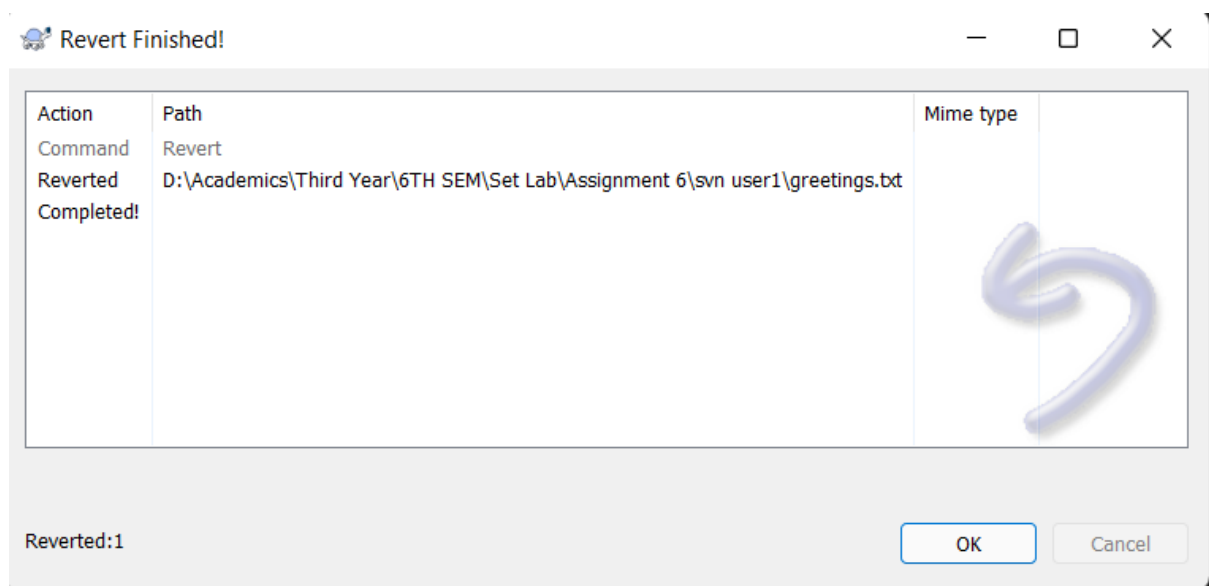 Revert Finished!
Action Path Mime type
Command Revert
Reverted D:\Academics\Third Year\6TH SEM\Set Lab\Assignment 6\svn user1\greetings.txt
Completed!
Reverted:1
OK Cancel